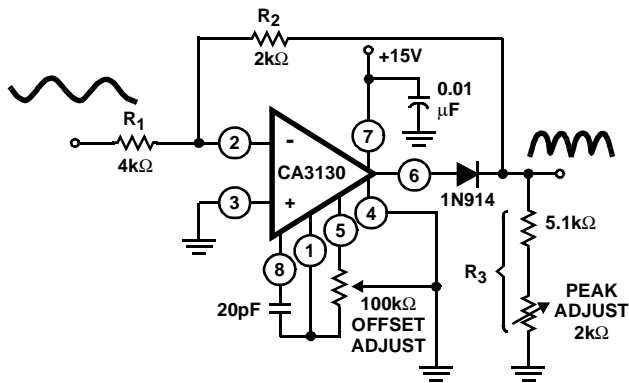 R2
2kΩ
+15V
0.01
µF
R1
4kΩ
2
-
7
CA3130
6
1N914
3
+
4
5
1
8
5.1kΩ
R3
20pF
100kΩ
OFFSET
ADJUST
PEAK
ADJUST
2kΩ